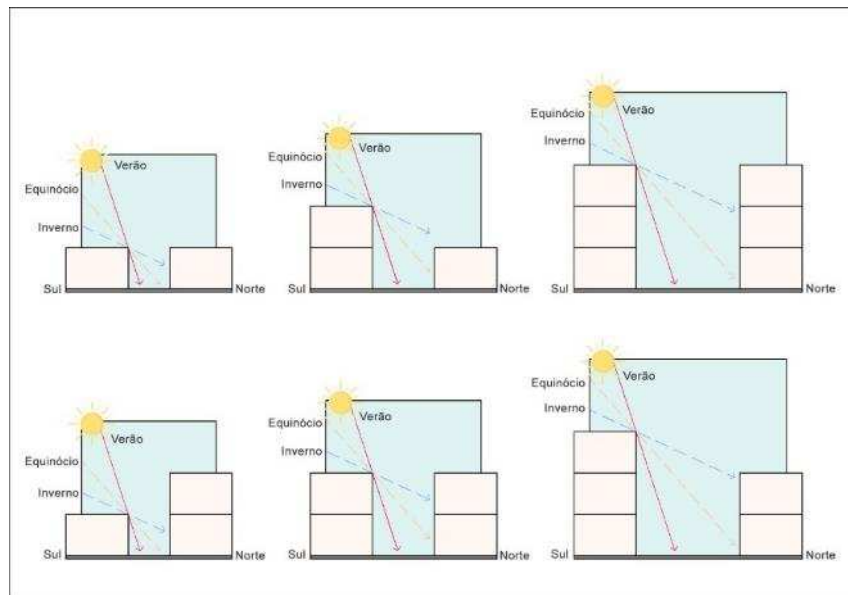 Equinócio
Verão
Inverno
Sul
Norte
Equinócio
Verão
Inverno
Sul
Norte
Equinócio
Verão
Inverno
Sul
Norte
Verão
Equinócio
Inverno
Sul
Norte
Verão
Equinócio
Inverno
Sul
Norte
Verão
Equinócio
Inverno
Sul
Norte